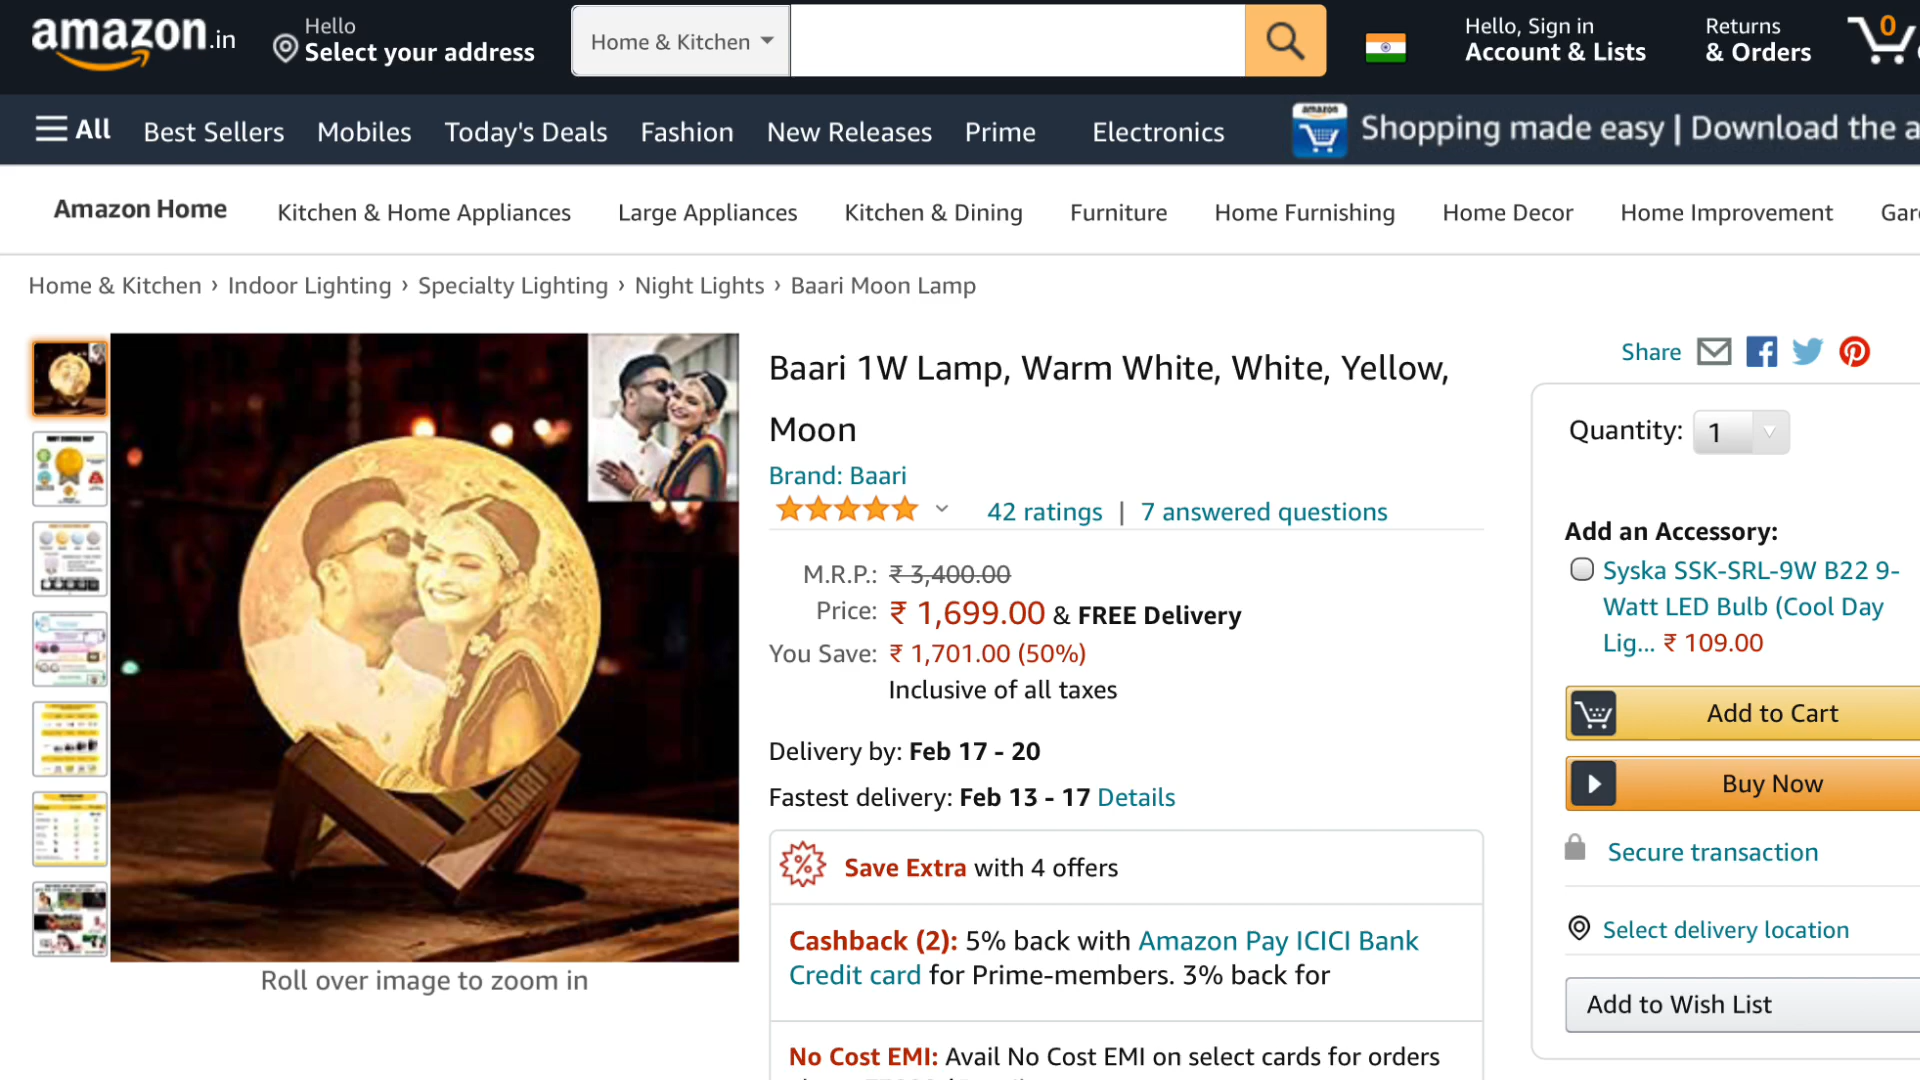 amazon.in
Hello
Select your address
Home & Kitchen
Hello, Sign in
Account & Lists
Returns
& Orders
0
All
Best Sellers
Mobiles
Today's Deals
Fashion
New Releases
Prime
Electronics
amazon
Shopping made easy | Download the a
Amazon Home
Kitchen & Home Appliances
Large Appliances
Kitchen & Dining
Furniture
Home Furnishing
Home Decor
Home Improvement
Gar
Home & Kitchen › Indoor Lighting › Specialty Lighting › Night Lights › Baari Moon Lamp
BAARI
Roll over image to zoom in
Baari 1W Lamp, Warm White, White, Yellow,
Moon
Brand: Baari
42 ratings | 7 answered questions
M.R.P.: ₹ 3,400.00
Price: ₹ 1,699.00 & FREE Delivery
You Save: ₹ 1,701.00 (50%)
Inclusive of all taxes
Delivery by: Feb 17 - 20
Fastest delivery: Feb 13 - 17 Details
Save Extra with 4 offers
Cashback (2): 5% back with Amazon Pay ICICI Bank
Credit card for Prime-members. 3% back for
No Cost EMI: Avail No Cost EMI on select cards for orders
Share
Quantity: 1
Add an Accessory:
Syska SSK-SRL-9W B22 9-
Watt LED Bulb (Cool Day
Lig... ₹ 109.00
Add to Cart
Buy Now
Secure transaction
Select delivery location
Add to Wish List